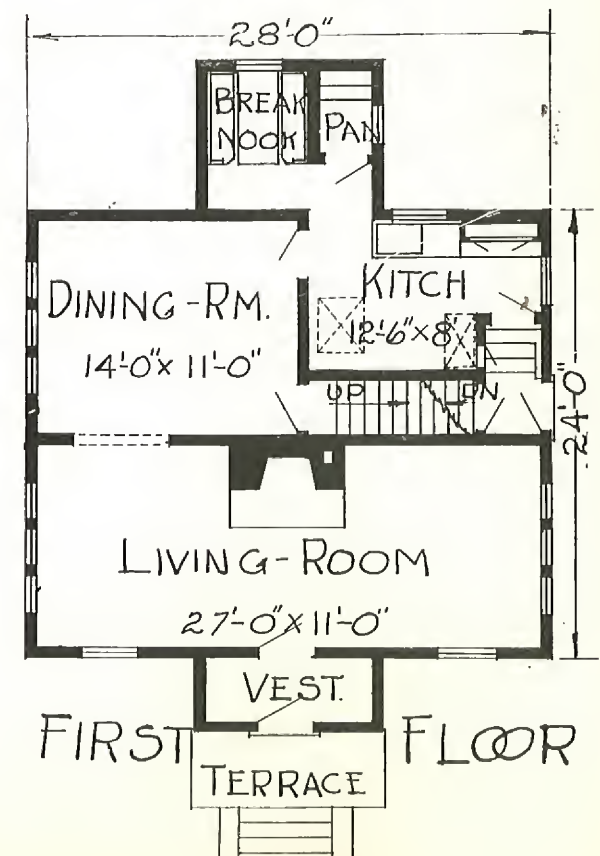 28'-0"
BREAK
NOOK
PAN
KITCH
12'-6" x 8'
DINING-RM.
14'-0" x 11'-0"
UP
DN
24'-0"
LIVING-ROOM
27'-0" x 11'-0"
VEST.
FIRST FLOOR
TERRACE